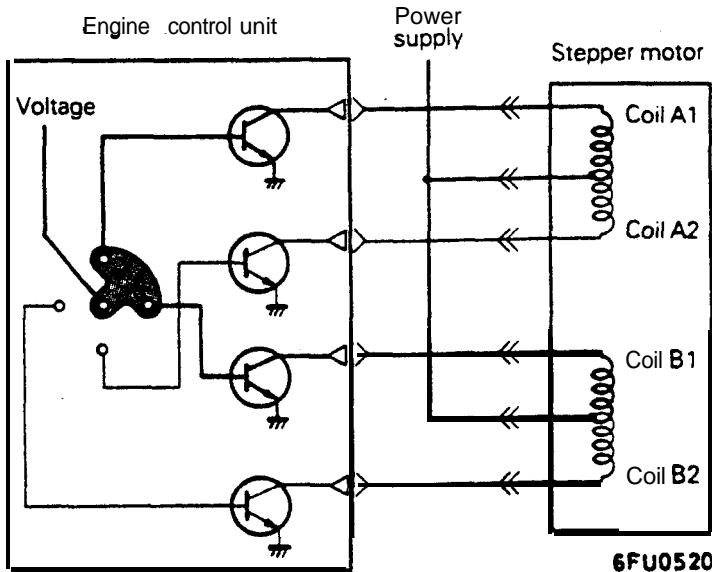 Engine control unit
Power
supply
Stepper motor
Voltage
Coil A1
Coil A2
Coil B1
Coil B2
6FU0520